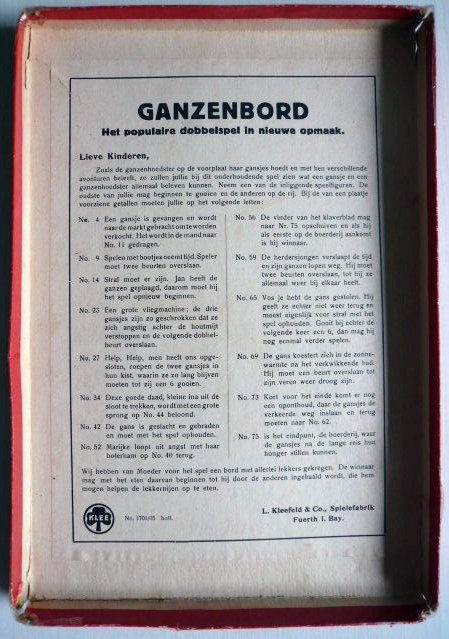 GANZENBORD
Het populaire dobbelspel in nieuwe opmaak.
Lieve Kinderen,
Zoals de ganzenhoedster op de voorplaat haar gansjes hoedt en met hen verschillende
avonturen beleeft, zo zullen jullie bij dit onderhoudende spel zien wat een gansje en een
ganzenhoedster allemaal beleven kunnen. Neem een van de inliggende speelfiguren. De
oudste van jullie mag beginnen te gooien en de anderen op de rij. Bij de van een plaatje
voorziene getallen moeten jullie op het volgende letten:
No. 4 Een gansje is gevangen en wordt
naar de markt gebracht om te worden
verkocht. Het wordt in de mand naar
No. 11 gedragen.
No. 9 Spelen met bootjes neemt tijd. Speler
moet twee beurten overslaan.
No. 14 Straf moet er zijn. Jan heeft de
ganzen geplaagd, daarom moet hij
het spel opnieuw beginnen.
No. 23 Een grote vliegmachine; de drie
gansjes zijn zo geschrokken dat ze
zich angstig achter de houtmijt
verstoppen en de volgende dobbel-
beurt overslaan.
No. 27 Help, Help, men heeft ons opge-
sloten, roepen de twee gansjes in
hun kist, waarin ze zo lang blijven
moeten tot zij een 6 gooien.
No. 34 Deze goede daad, kleine Ina uit de
sloot te trekken, wordt met een grote
sprong op No. 44 beloond.
No. 42 De gans is geslacht en gebraden
en moet met het spel ophouden.
No. 52 Marijke loopt uit angst met haar
boterham op No. 40 terug.
No. 56 De vinder van het klaverblad mag
naar Nr. 75 opschuiven en als hij
als eerste op de boerderij aankomt
is hij winnaar.
No. 59 De herdersjongen verslaapt de tijd
en zijn ganzen lopen weg. Hij moet
twee beurten overslaan, tot hij ze
allemaal weer bij elkaar heeft.
No. 65 Vos je hebt de gans gestolen. Hij
geeft ze echter niet weer terug en
moest eigenlijk voor straf met het
spel ophouden. Gooit hij echter de
volgende keer een 6, dan mag hij
nog eenmaal verder spelen.
No. 69 De gans koestert zich in de zonne-
warmte na het verkwikkende bad.
Hij moet een beurt overslaan tot
zijn veren weer droog zijn.
No. 73 Kort voor het einde komt er nog
een oponthoud, daar de gansjes de
verkeerde weg inslaan en terug
moeten naar No. 62.
No. 75 is het eindpunt, de boerderij, waar
de gansjes na de lange reis hun
honger stillen kunnen.
Wij hebben van Moeder voor het spel een bord met allerlei lekkers gekregen. De winnaar
mag met het eten daarvan beginnen tot hij door de anderen ingehaald wordt, die hem
mogen helpen de lekkernijen op te eten.
KLEE
No. 1701/05 holl.
L. Kleefeld & Co., Spielefabrik
Fuerth i. Bay.